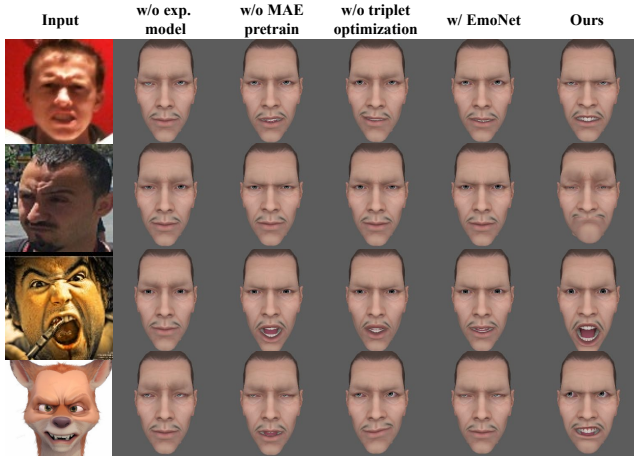 Input
w/o exp.
model
w/o MAE
pretrain
w/o triplet
optimization
w/ EmoNet
Ours